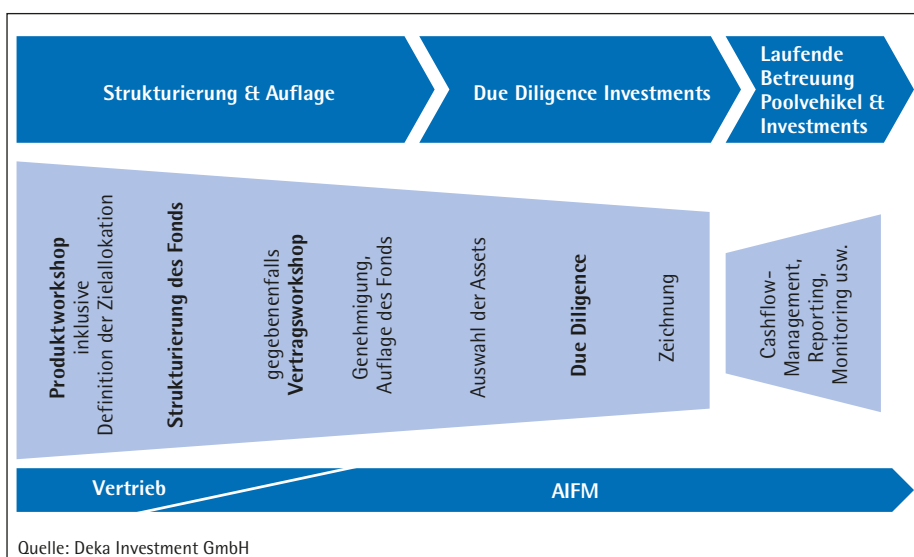 Strukturierung & Auflage
Due Diligence Investments
Laufende
Betreuung
Poolvehikel &
Investments
Produktworkshop
inklusive
Definition der Zielallokation
Strukturierung des Fonds
gegebenenfalls
Vertragsworkshop
Genehmigung,
Auflage des Fonds
Auswahl der Assets
Due Diligence
Zeichnung
Cashflow-
Management,
Reporting,
Monitoring usw.
Vertrieb
AIFM
Quelle: Deka Investment GmbH